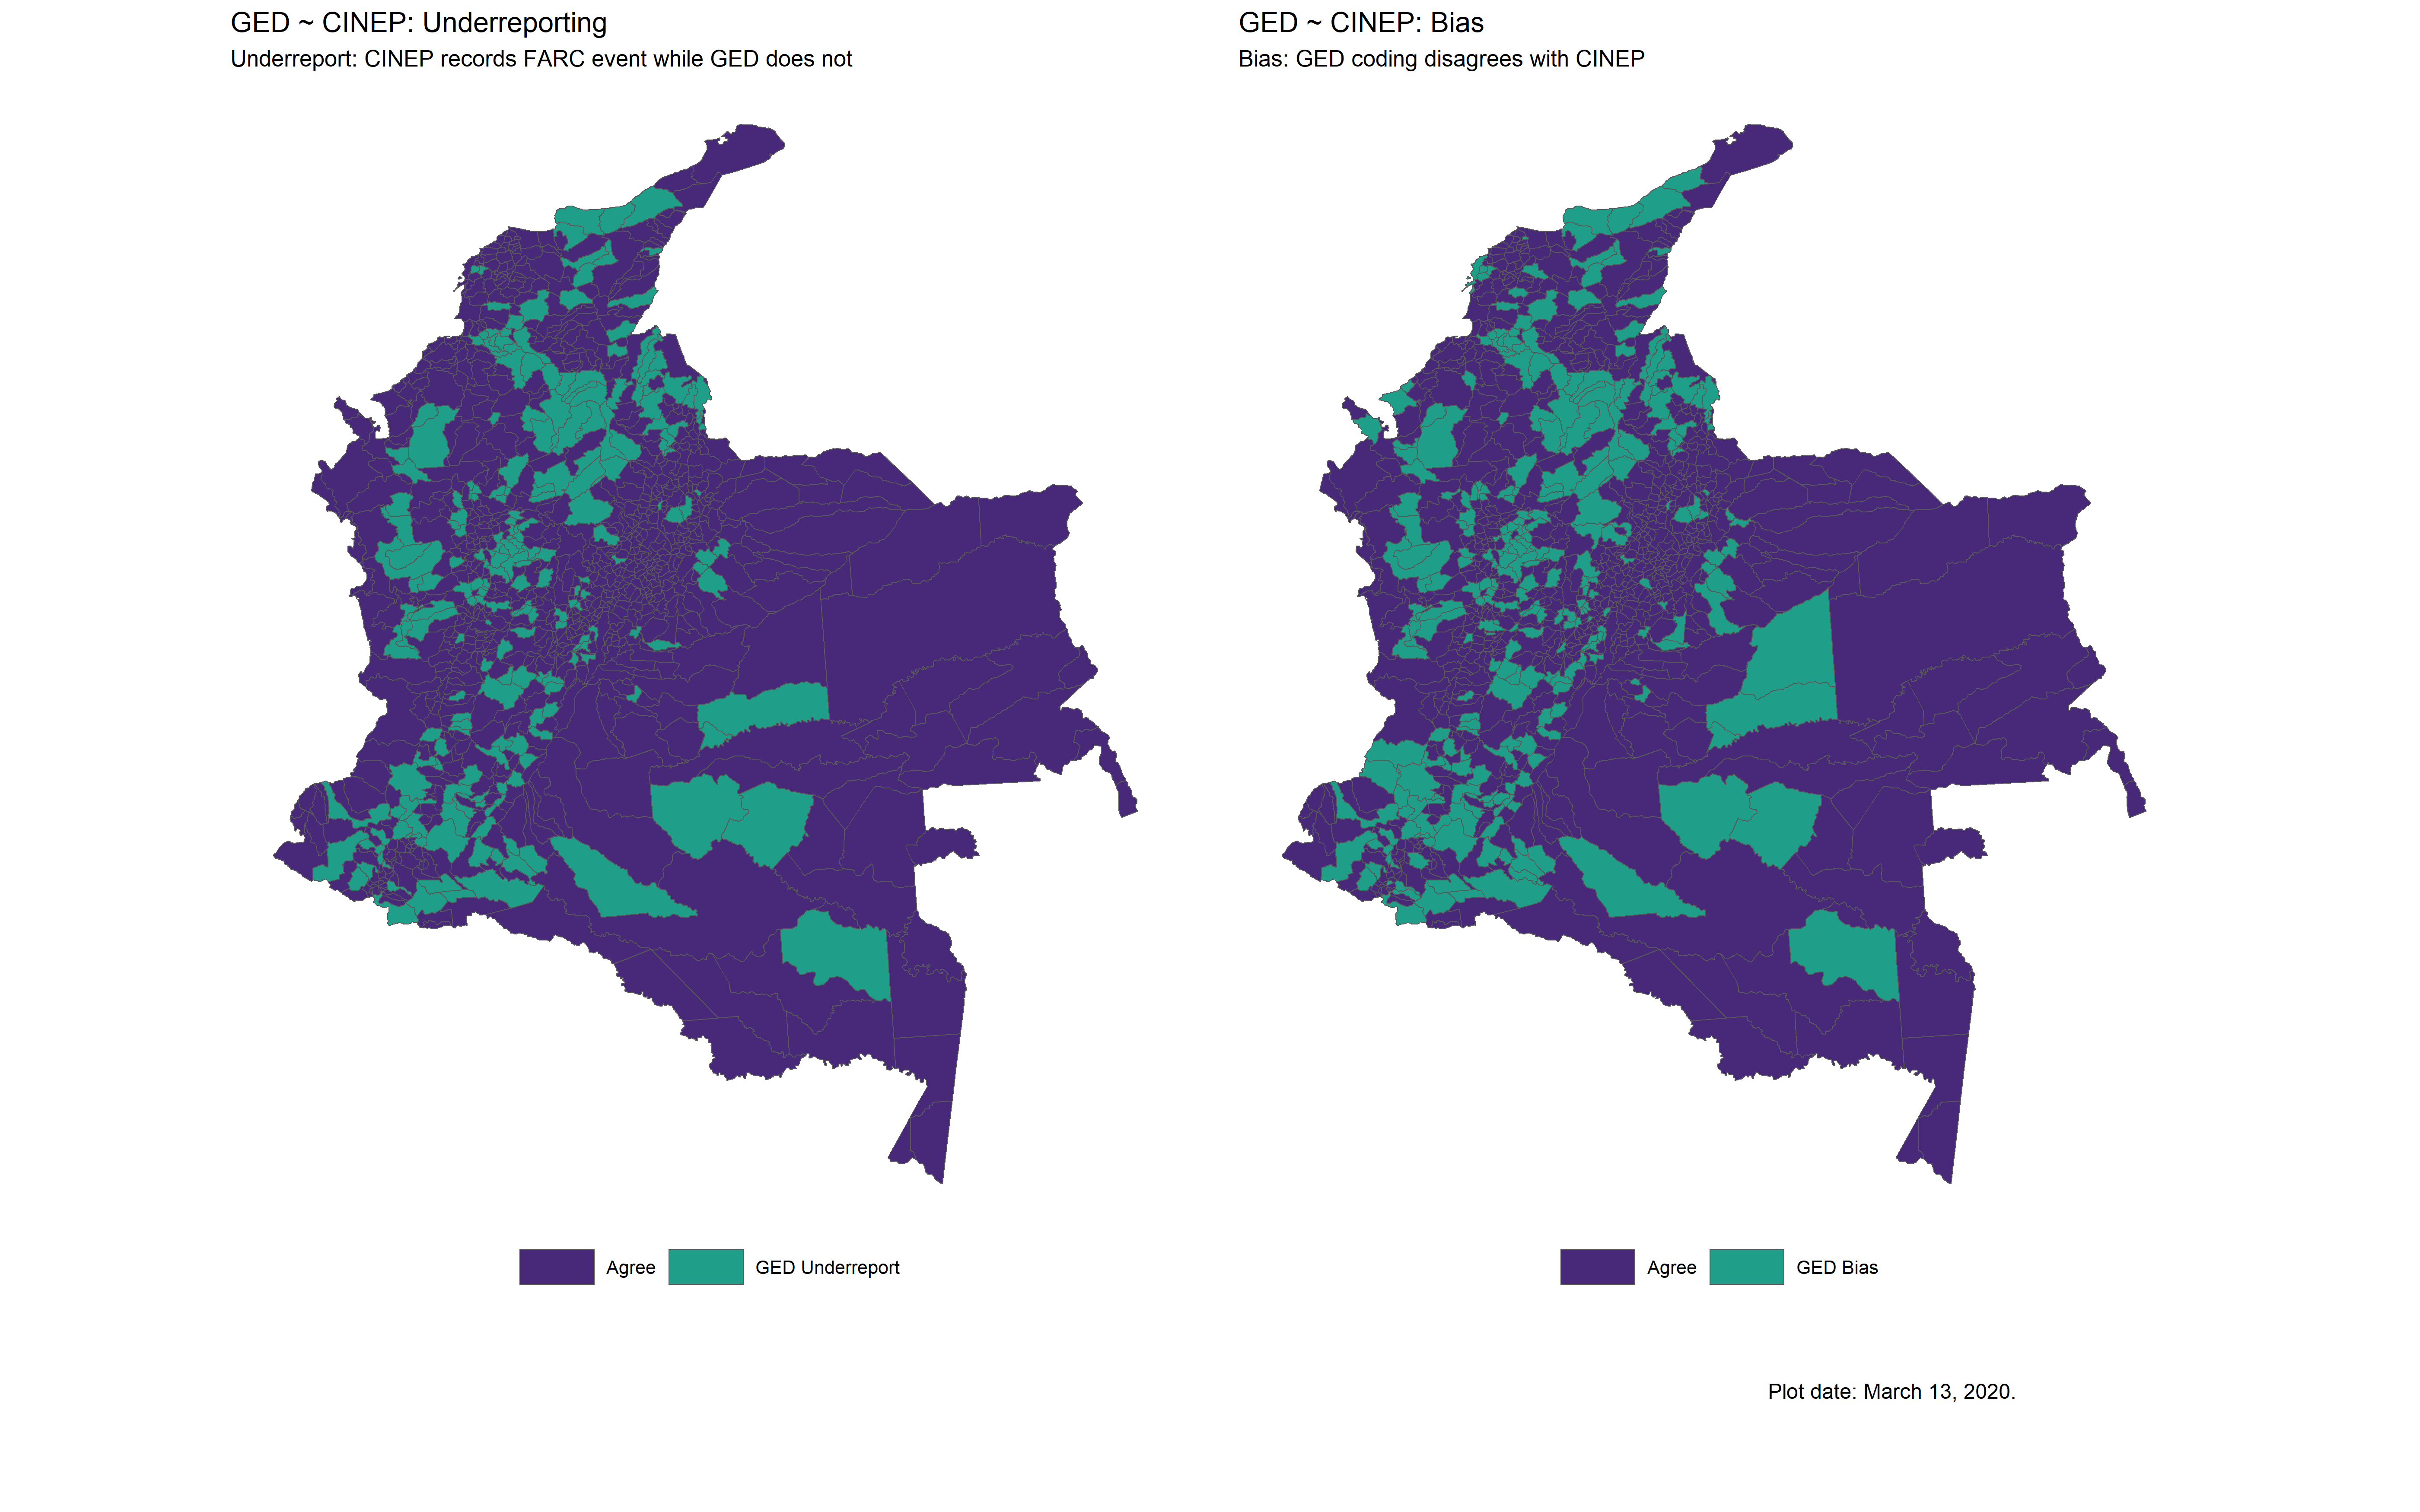 GED ~ CINEP: Underreporting
Underreport: CINEP records FARC event while GED does not
GED ~ CINEP: Bias
Bias: GED coding disagrees with CINEP
Agree
GED Underreport
Agree
GED Bias
Plot date: March 13, 2020.